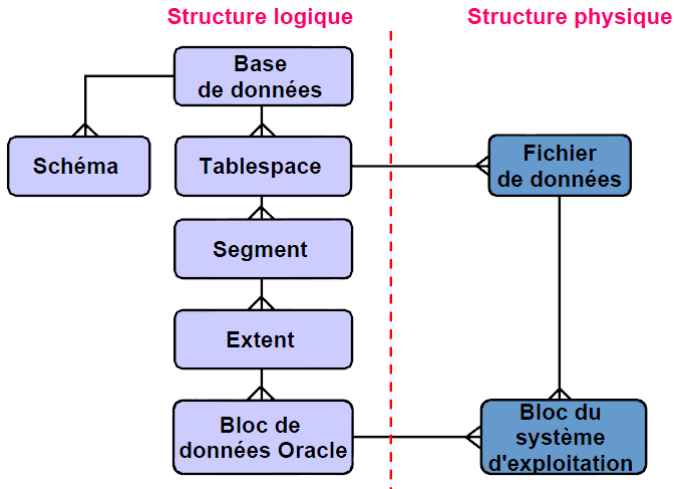 Structure logique
Structure physique
Base
de données
Schéma
Tablespace
Fichier
de données
Segment
Extent
Bloc de
données Oracle
Bloc du
système
d'exploitation